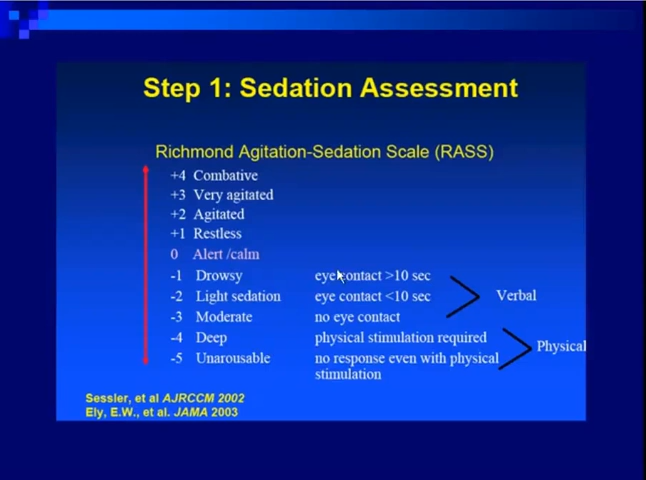 Step 1: Sedation Assessment
Richmond Agitation-Sedation Scale (RASS)
+4 Combative
+3 Very agitated
+2 Agitated
+1 Restless
0 Alert /calm
-1 Drowsy eye contact >10 sec
-2 Light sedation eye contact <10 sec
Verbal
-3 Moderate no eye contact
-4 Deep physical stimulation required
Physical
-5 Unarousable no response even with physical
stimulation
Sessler, et al AJRCCM 2002
Ely, E.W., et al. JAMA 2003